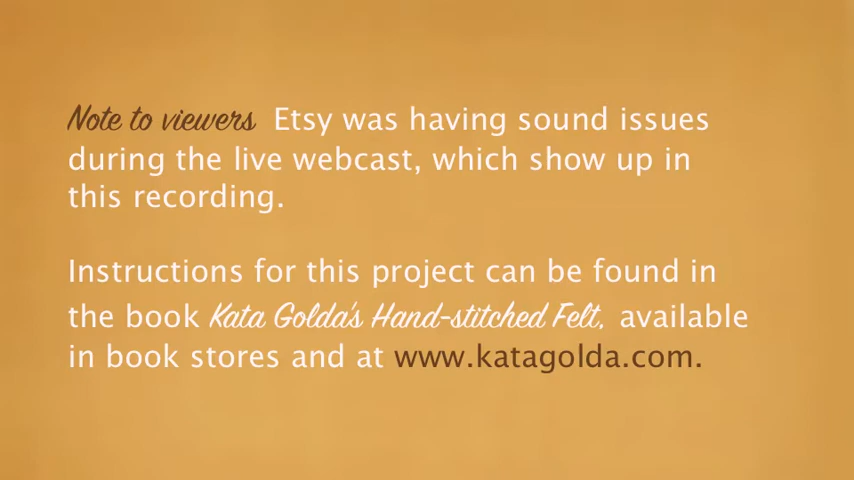 Note to viewers Etsy was having sound issues
during the live webcast, which show up in
this recording.
Instructions for this project can be found in
the book Kata Golda's Hand-stitched Felt, available
in book stores and at www.katagolda.com.